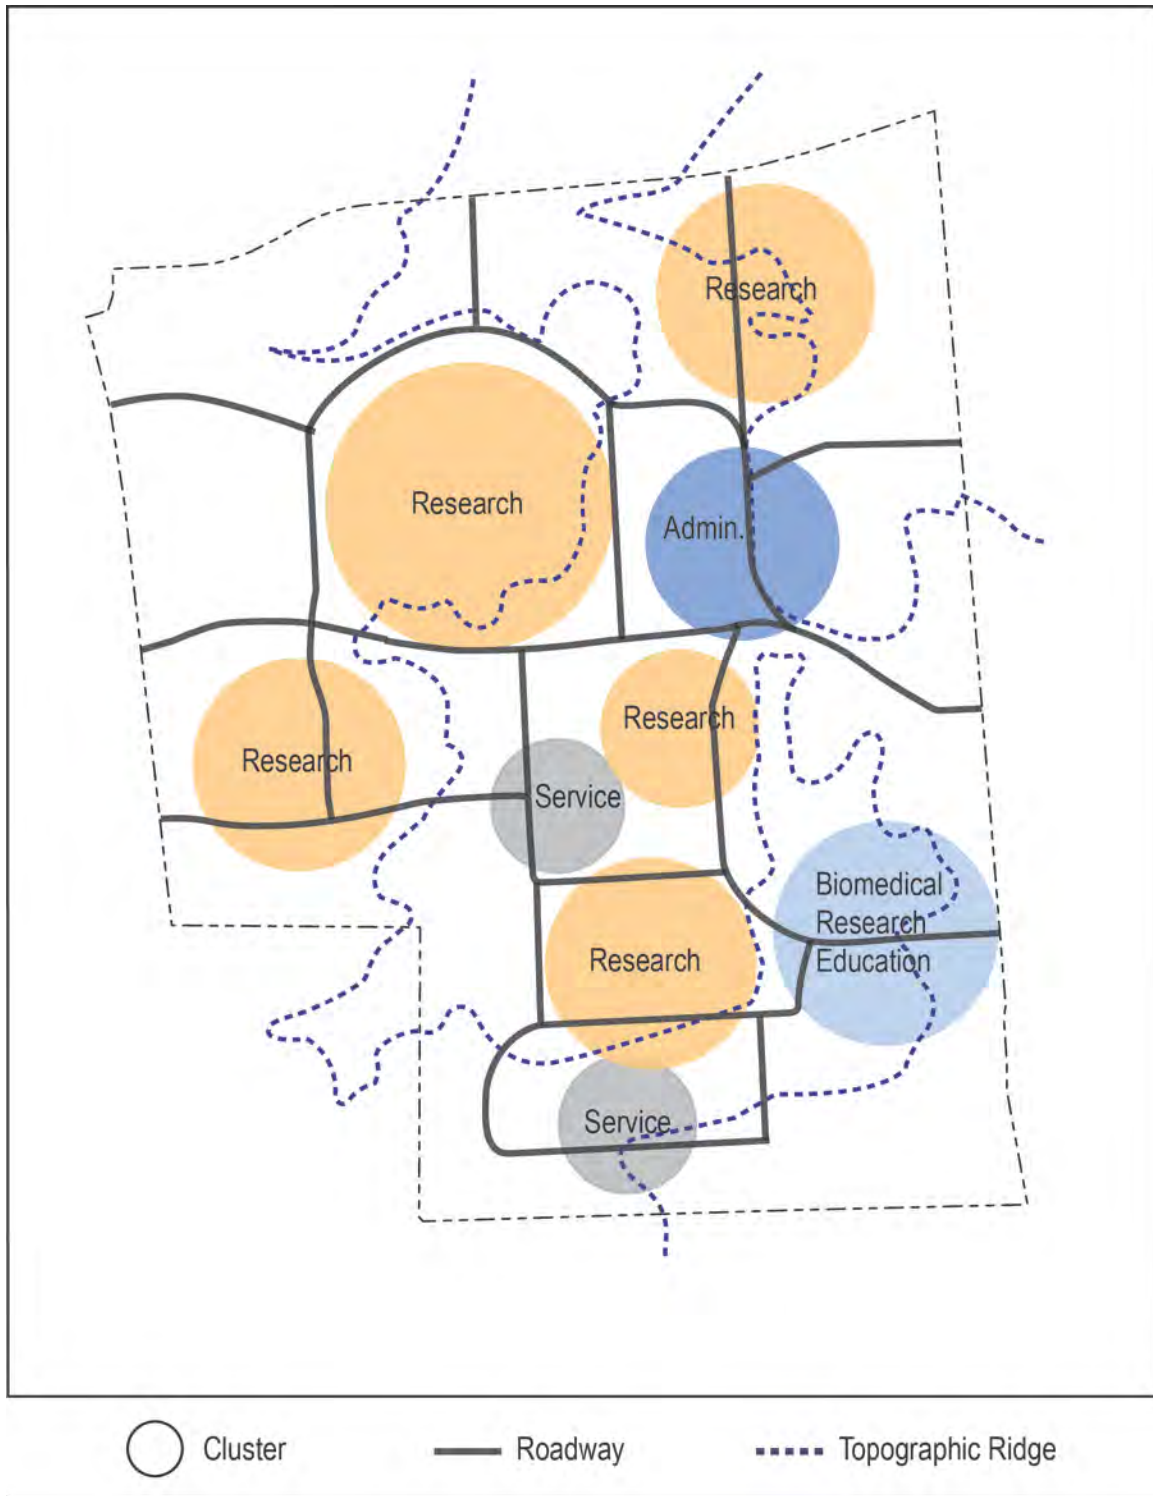 Research
Research
Admin.
Research
Research
Service
Biomedical
Research
Education
Research
Service
Cluster
Roadway
Topographic Ridge